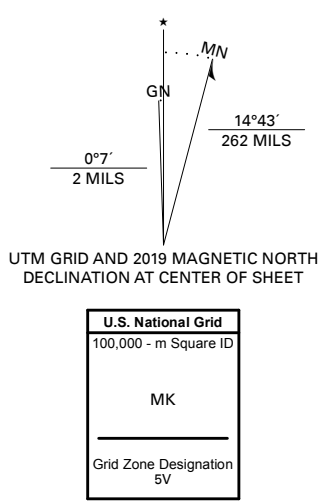 ★
MN
GN
14°43´
262 MILS
0°7´
2 MILS
UTM GRID AND 2019 MAGNETIC NORTH
DECLINATION AT CENTER OF SHEET
U.S. National Grid
100,000 - m Square ID
MK
Grid Zone Designation
5V